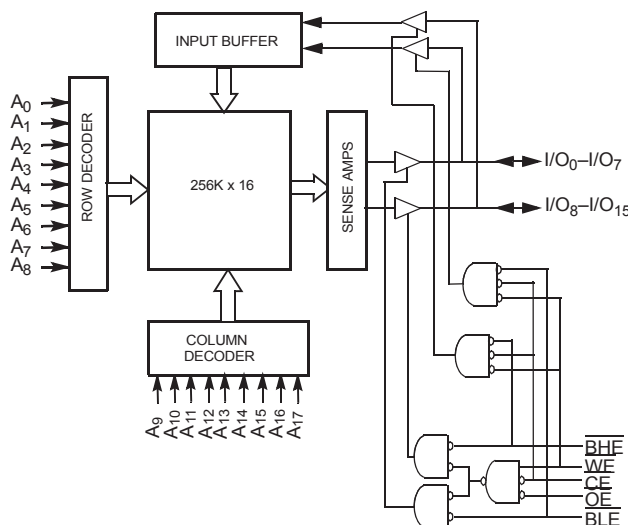 INPUT BUFFER
A0
A1
A2
A3
A4
A5
A6
A7
A8
ROW DECODER
256K x 16
SENSE AMPS
I/O0–I/O7
I/O8–I/O15
COLUMN
DECODER
A9
A10
A11
A12
A13
A14
A15
A16
A17
BHE
WE
CE
OE
BLE